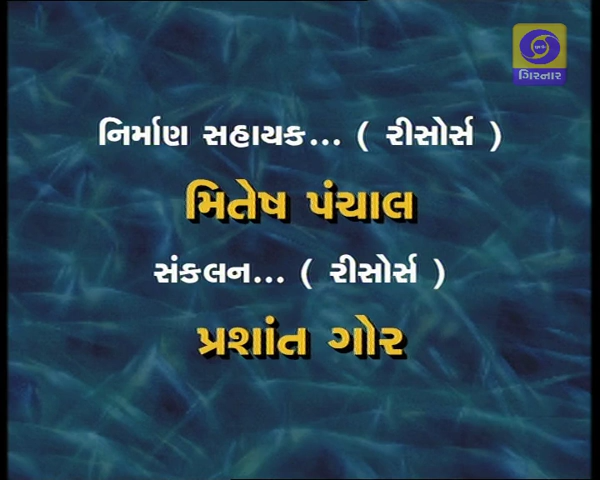 ગિરનાર
નિર્માણ સહાયક... ( રીસોર્સ )
મિતેષ પંચાલ
સંકલન... ( રીસોર્સ )
પ્રશાંત ગોર